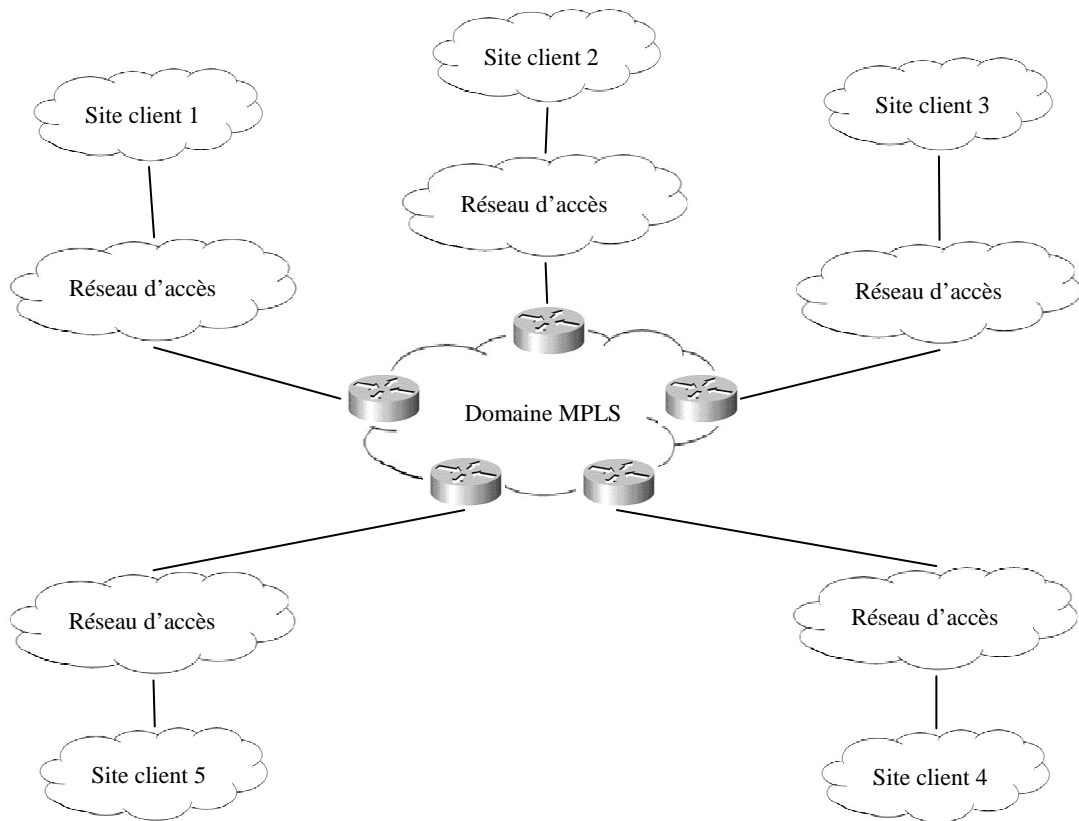 Site client 2
Site client 1
Site client 3
Réseau d’accès
Réseau d’accès
Réseau d’accès
Domaine MPLS
Réseau d’accès
Réseau d’accès
Site client 5
Site client 4